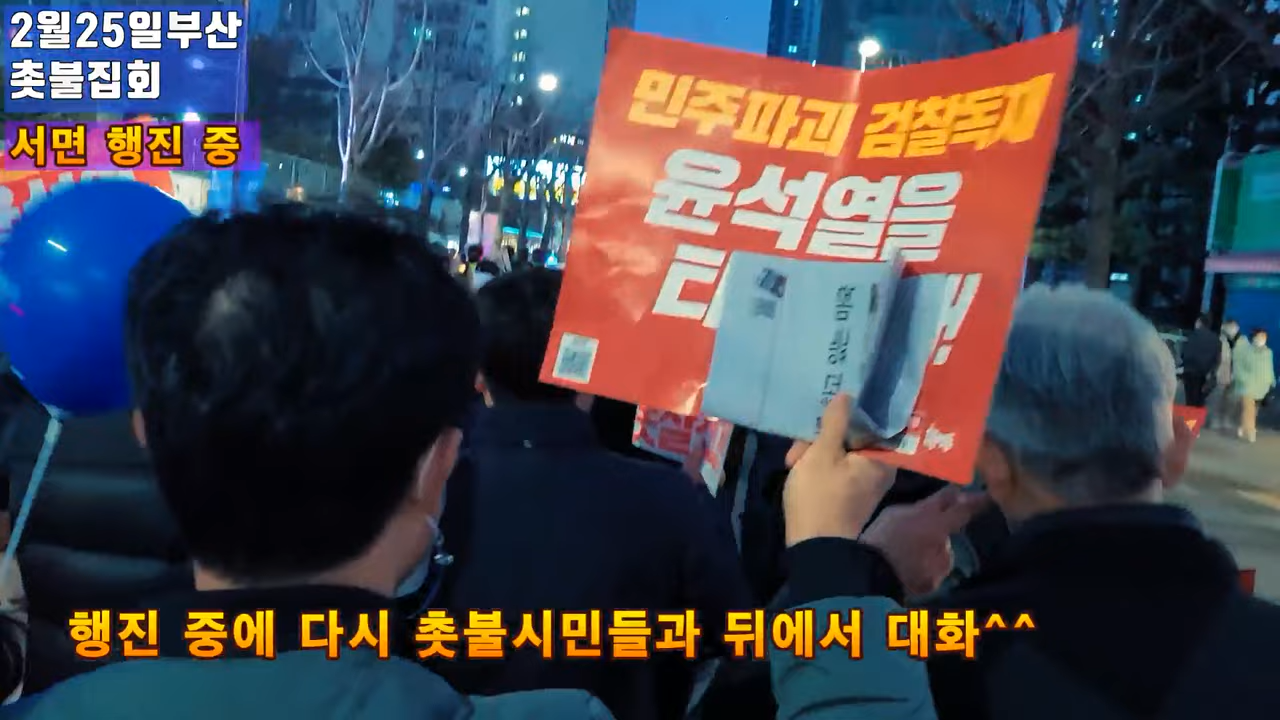 2월25일부산
촛불집회
서면 행진 중
민주파괴 검찰독재
윤석열을
행진 중에 다시 촛불시민들과 뒤에서 대화^^